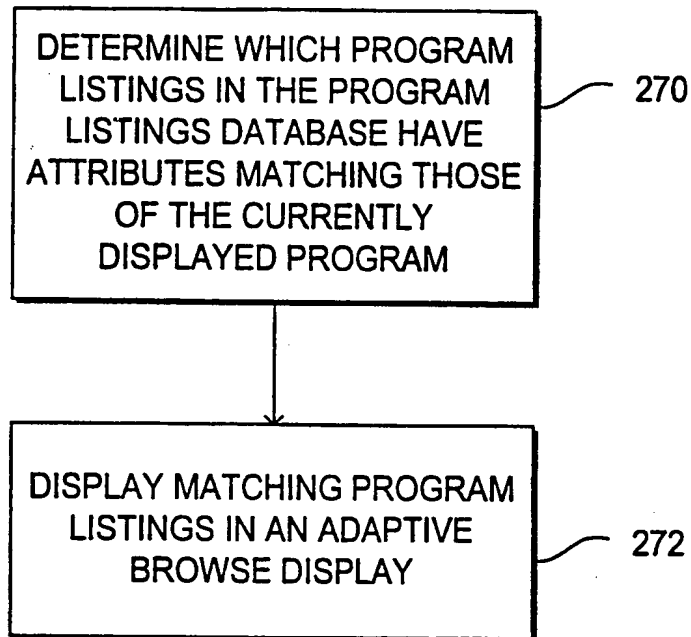 DETERMINE WHICH PROGRAM
LISTINGS IN THE PROGRAM
LISTINGS DATABASE HAVE
ATTRIBUTES MATCHING THOSE
OF THE CURRENTLY
DISPLAYED PROGRAM
270
DISPLAY MATCHING PROGRAM
LISTINGS IN AN ADAPTIVE
BROWSE DISPLAY
272